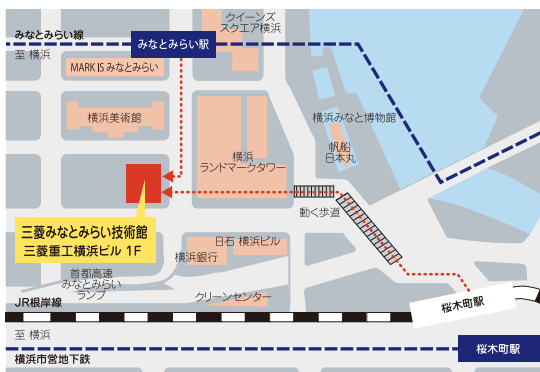 クイーンズ
スクエア横浜
みなとみらい線
みなとみらい駅
至 横浜
MARK IS みなとみらい
横浜美術館
横浜みなと博物館
帆船
日本丸
横浜
ランドマークタワー
動く歩道
三菱みなとみらい技術館
三菱重工横浜ビル 1F
日石 横浜ビル
横浜銀行
首都高速
みなとみらい
ランプ
クリーンセンター
桜木町駅
JR根岸線
至 横浜
桜木町駅
横浜市営地下鉄